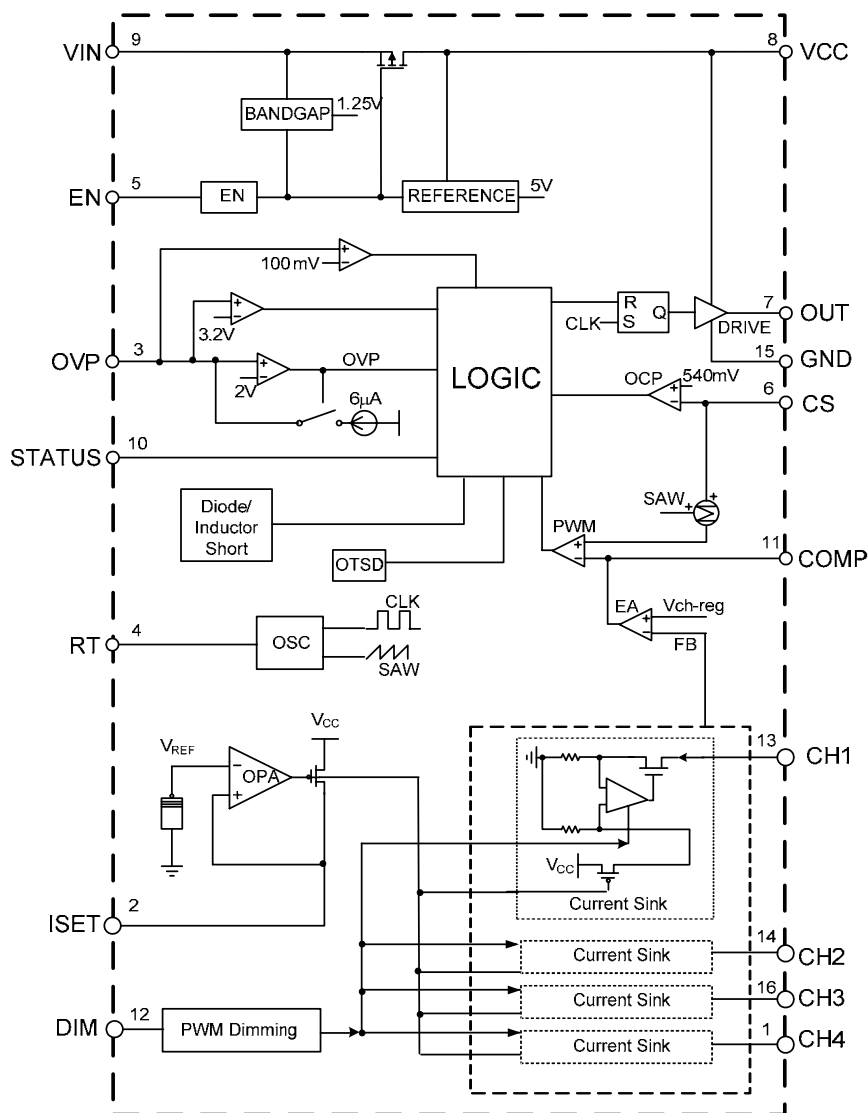 9
8
VIN
VCC
BANDGAP
1.25V
5
EN
EN
REFERENCE
5V
100mV
+
−
3.2V
+
−
R
S
Q
CLK
DRIVE
7
OUT
3
OVP
2V
+
−
OVP
LOGIC
15
GND
6μA
OCP
540mV
+
−
6
CS
10
STATUS
SAW
+
+
Σ
Diode/
Inductor
Short
PWM
+
−
11
COMP
OTSD
EA
Vch-reg
+
−
FB
4
RT
OSC
CLK
SAW
VCC
VREF
OPA
−
+
13
CH1
VCC
Current Sink
2
ISET
14
Current Sink
CH2
16
Current Sink
CH3
12
DIM
PWM Dimming
1
Current Sink
CH4